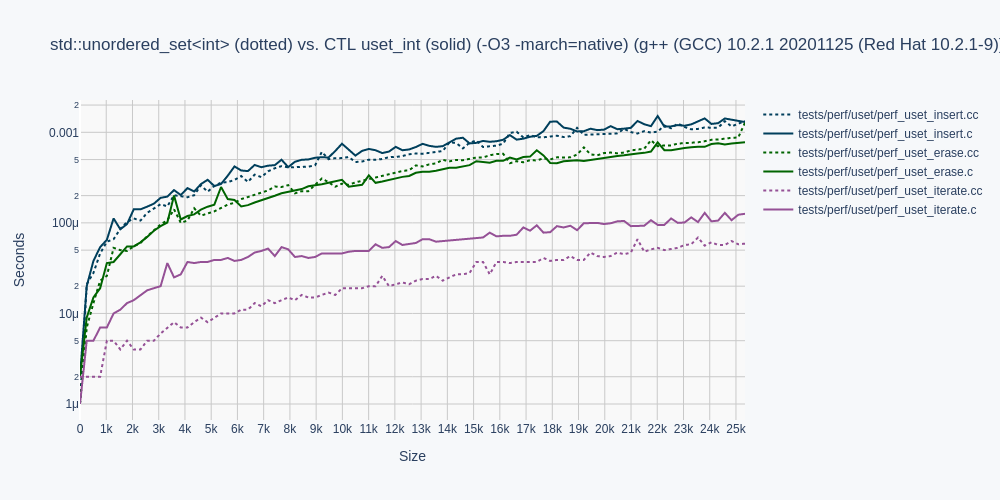 std::unordered_set<int> (dotted) vs. CTL uset_int (solid) (-O3 -march=native) (g++ (GCC) 10.2.1 20201125 (Red Hat 10.2.1-9))
2
0.001
5
2
100μ
5
2
10μ
5
2
1μ
Seconds
0 1k 2k 3k 4k 5k 6k 7k 8k 9k 10k 11k 12k 13k 14k 15k 16k 17k 18k 19k 20k 21k 22k 23k 24k 25k
Size
tests/perf/uset/perf_uset_insert.cc
tests/perf/uset/perf_uset_insert.c
tests/perf/uset/perf_uset_erase.cc
tests/perf/uset/perf_uset_erase.c
tests/perf/uset/perf_uset_iterate.cc
tests/perf/uset/perf_uset_iterate.c